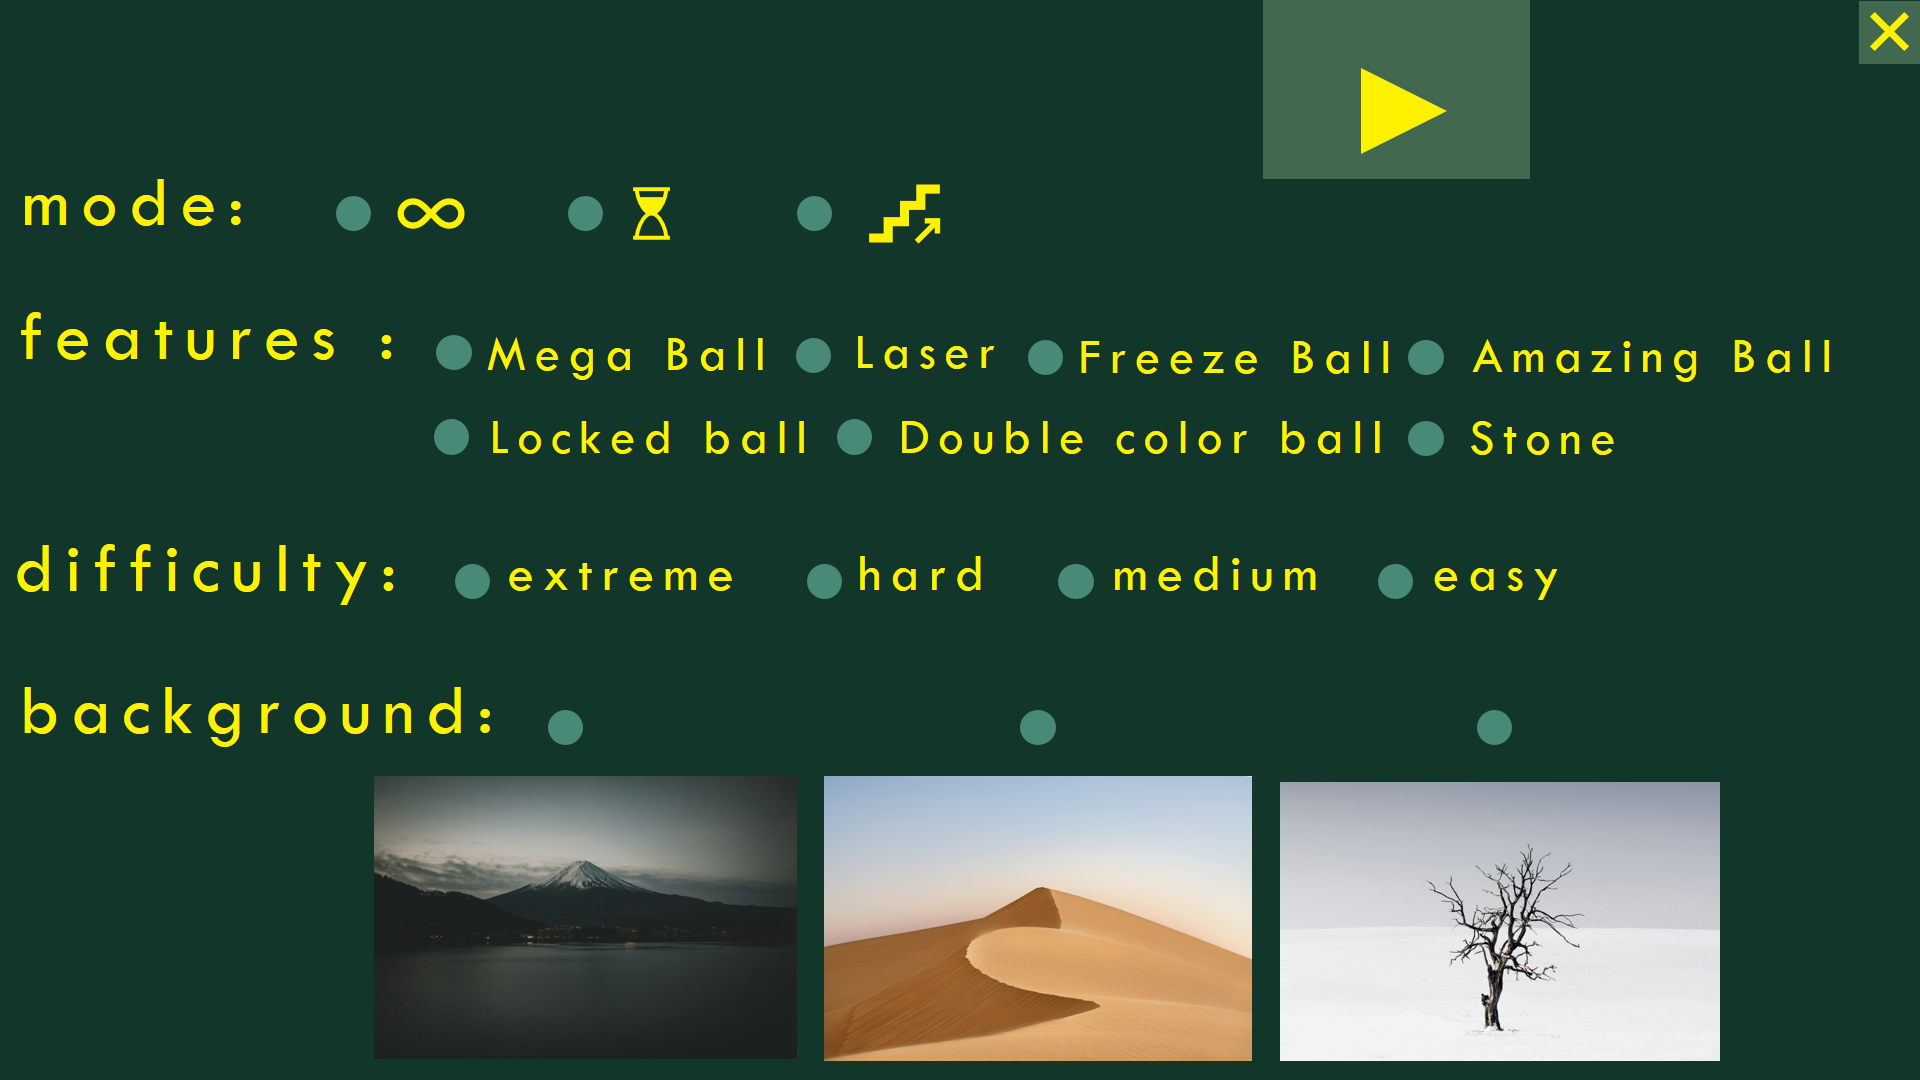 mode:
features : Mega Ball Laser Freeze Ball Amazing Ball
Locked ball Double color ball Stone
difficulty: extreme hard medium easy
background: